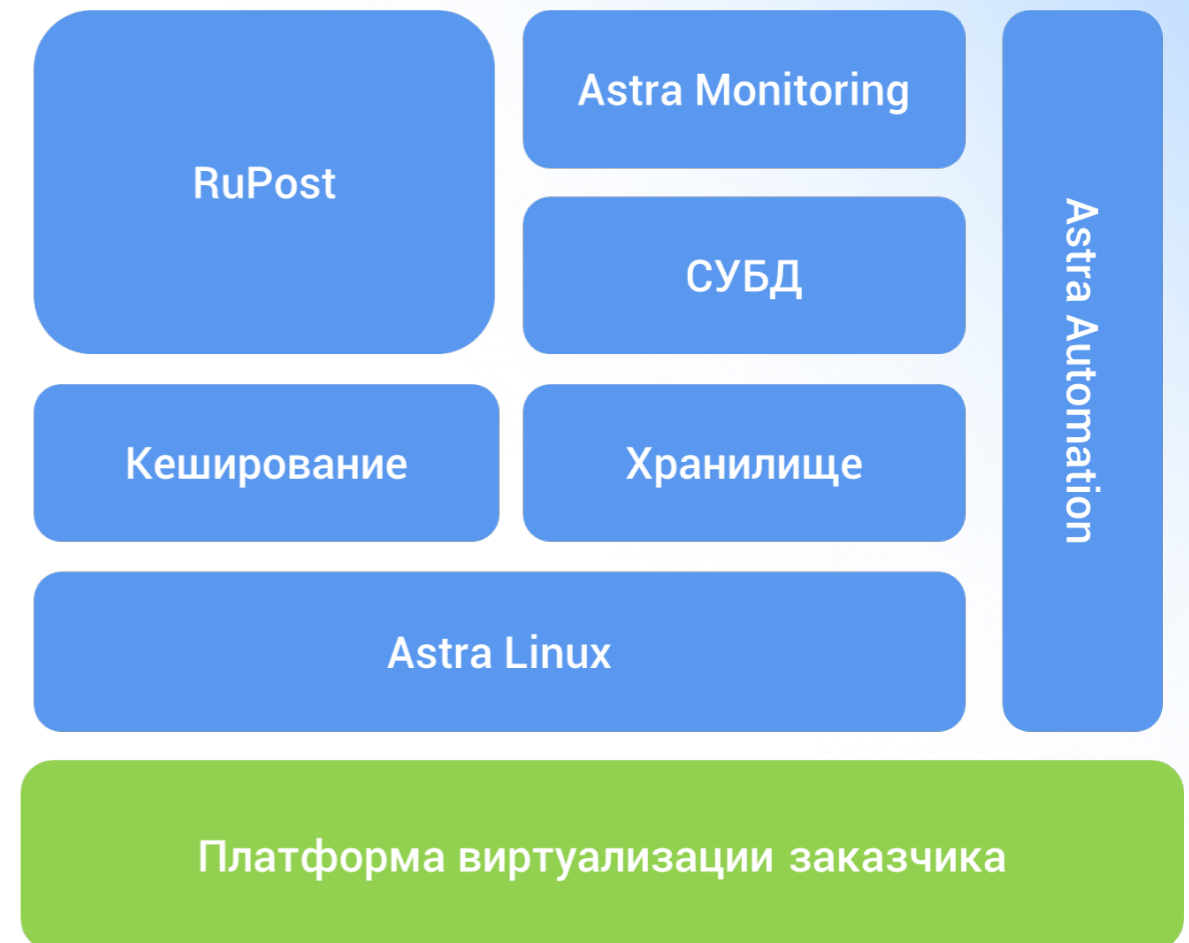 RuPost
Astra Monitoring
СУБД
Кеширование
Хранилище
Astra Linux
Astra Automation
Платформа виртуализации заказчика